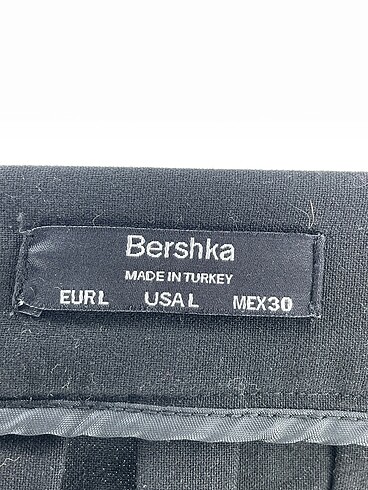 Bershka
MADE IN TURKEY
EUR L USA L MEX 30